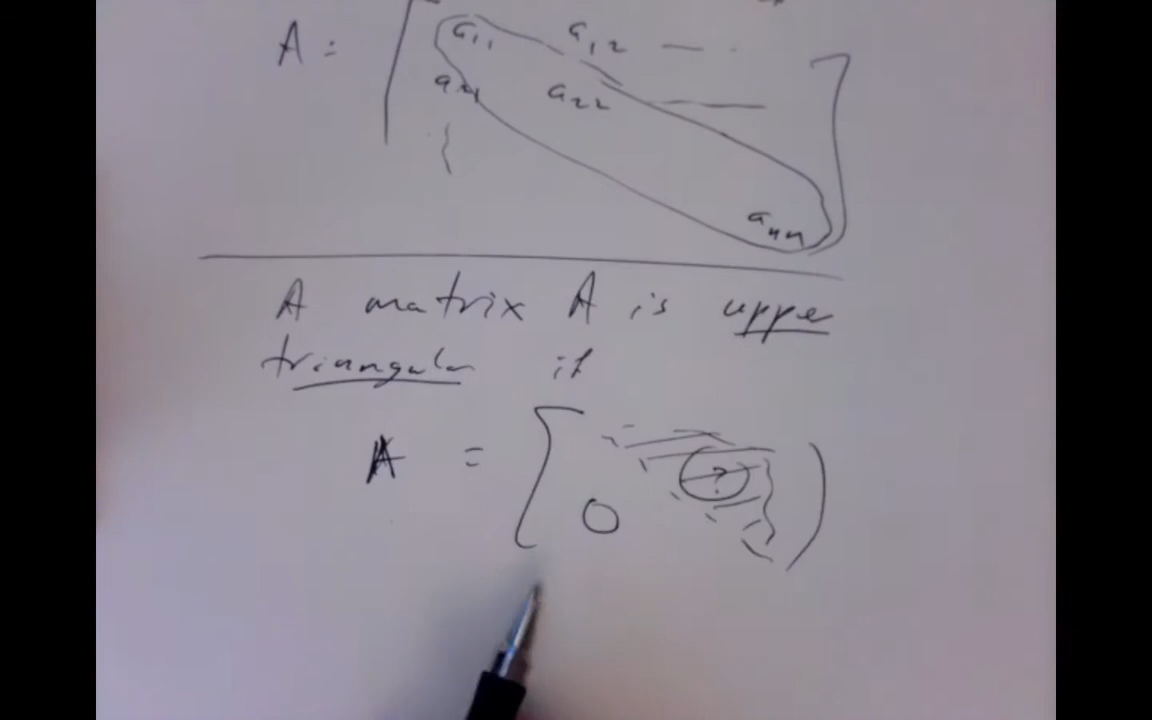 A = [ a₁₁ a₁₂ — - .
a₂₁ a₂₂ —
aₙₙ ]
A matrix A is upper
triangular if
A = [ 0 ? )